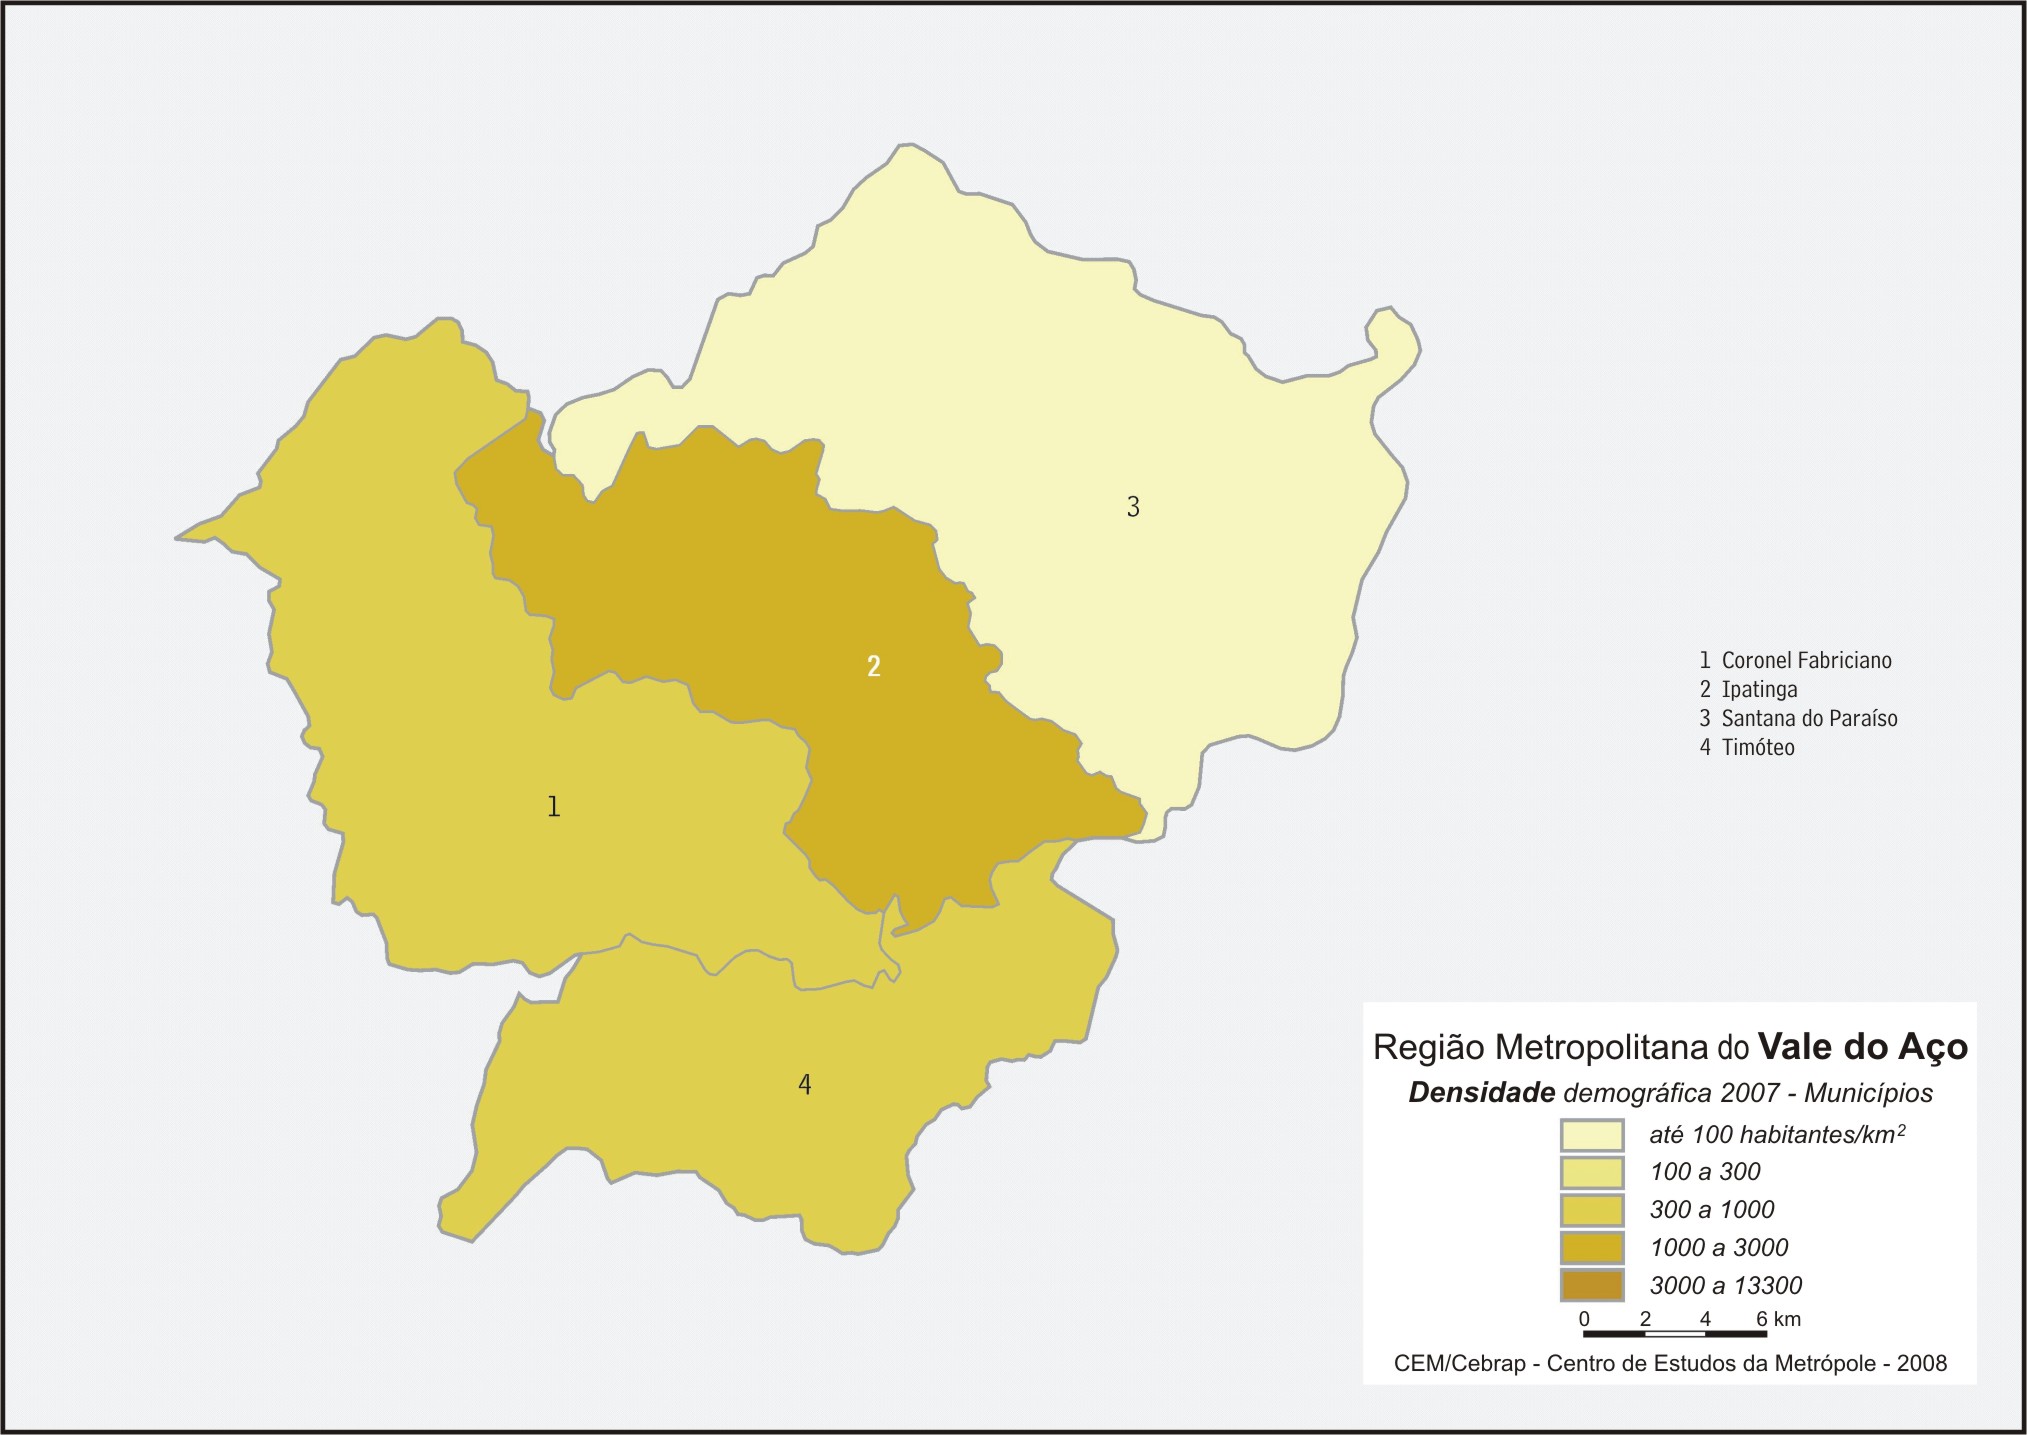 3
2
1
4
1 Coronel Fabriciano
2 Ipatinga
3 Santana do Paraíso
4 Timóteo
Região Metropolitana do Vale do Aço
Densidade demográfica 2007 - Municípios
até 100 habitantes/km²
100 a 300
300 a 1000
1000 a 3000
3000 a 13300
0 2 4 6 km
CEM/Cebrap - Centro de Estudos da Metrópole - 2008